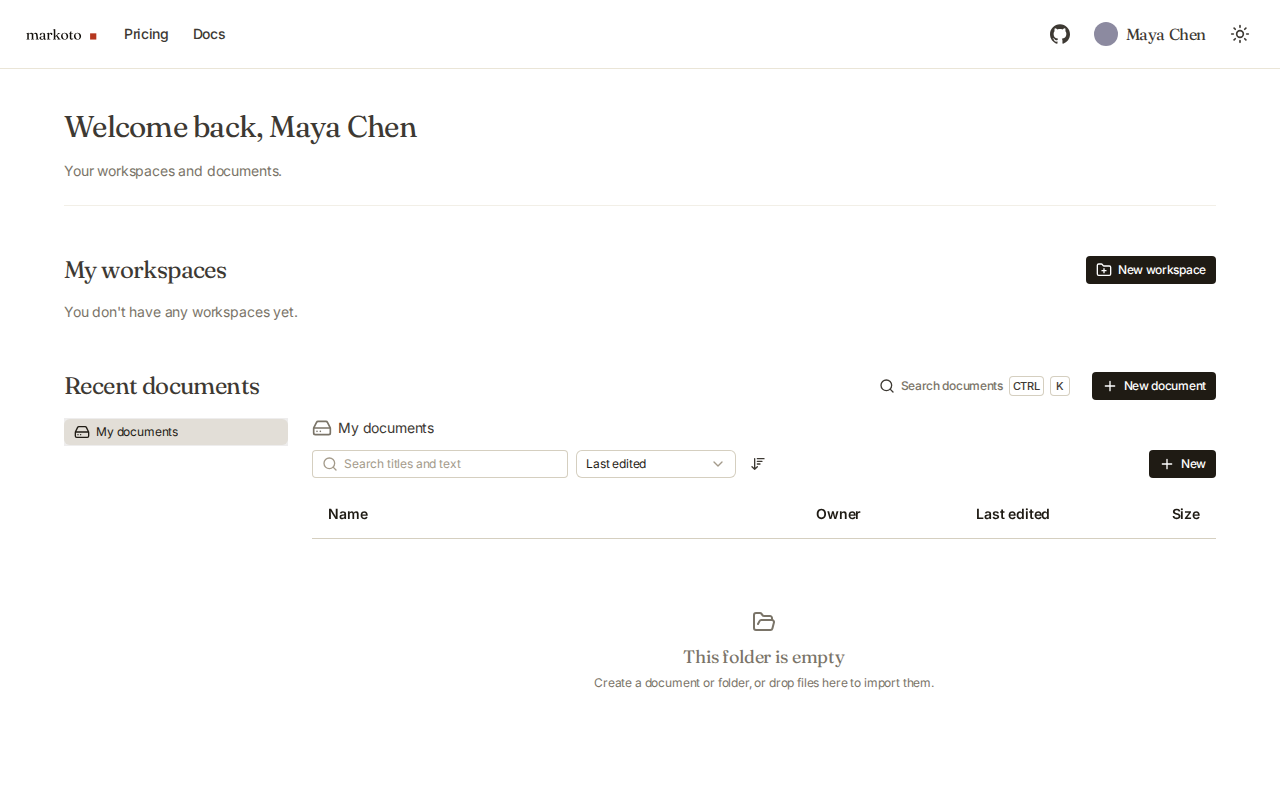 markoto
Pricing
Docs
Maya Chen
Welcome back, Maya Chen
Your workspaces and documents.
My workspaces
New workspace
You don't have any workspaces yet.
Recent documents
Search documents CTRL K
New document
My documents
My documents
Search titles and text
Last edited
New
Name Owner Last edited Size
This folder is empty
Create a document or folder, or drop files here to import them.